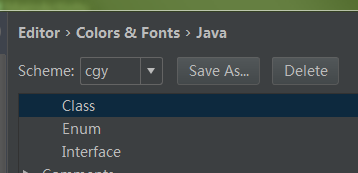 Editor › Colors & Fonts › Java
Scheme: cgy Save As... Delete
Class
Enum
Interface